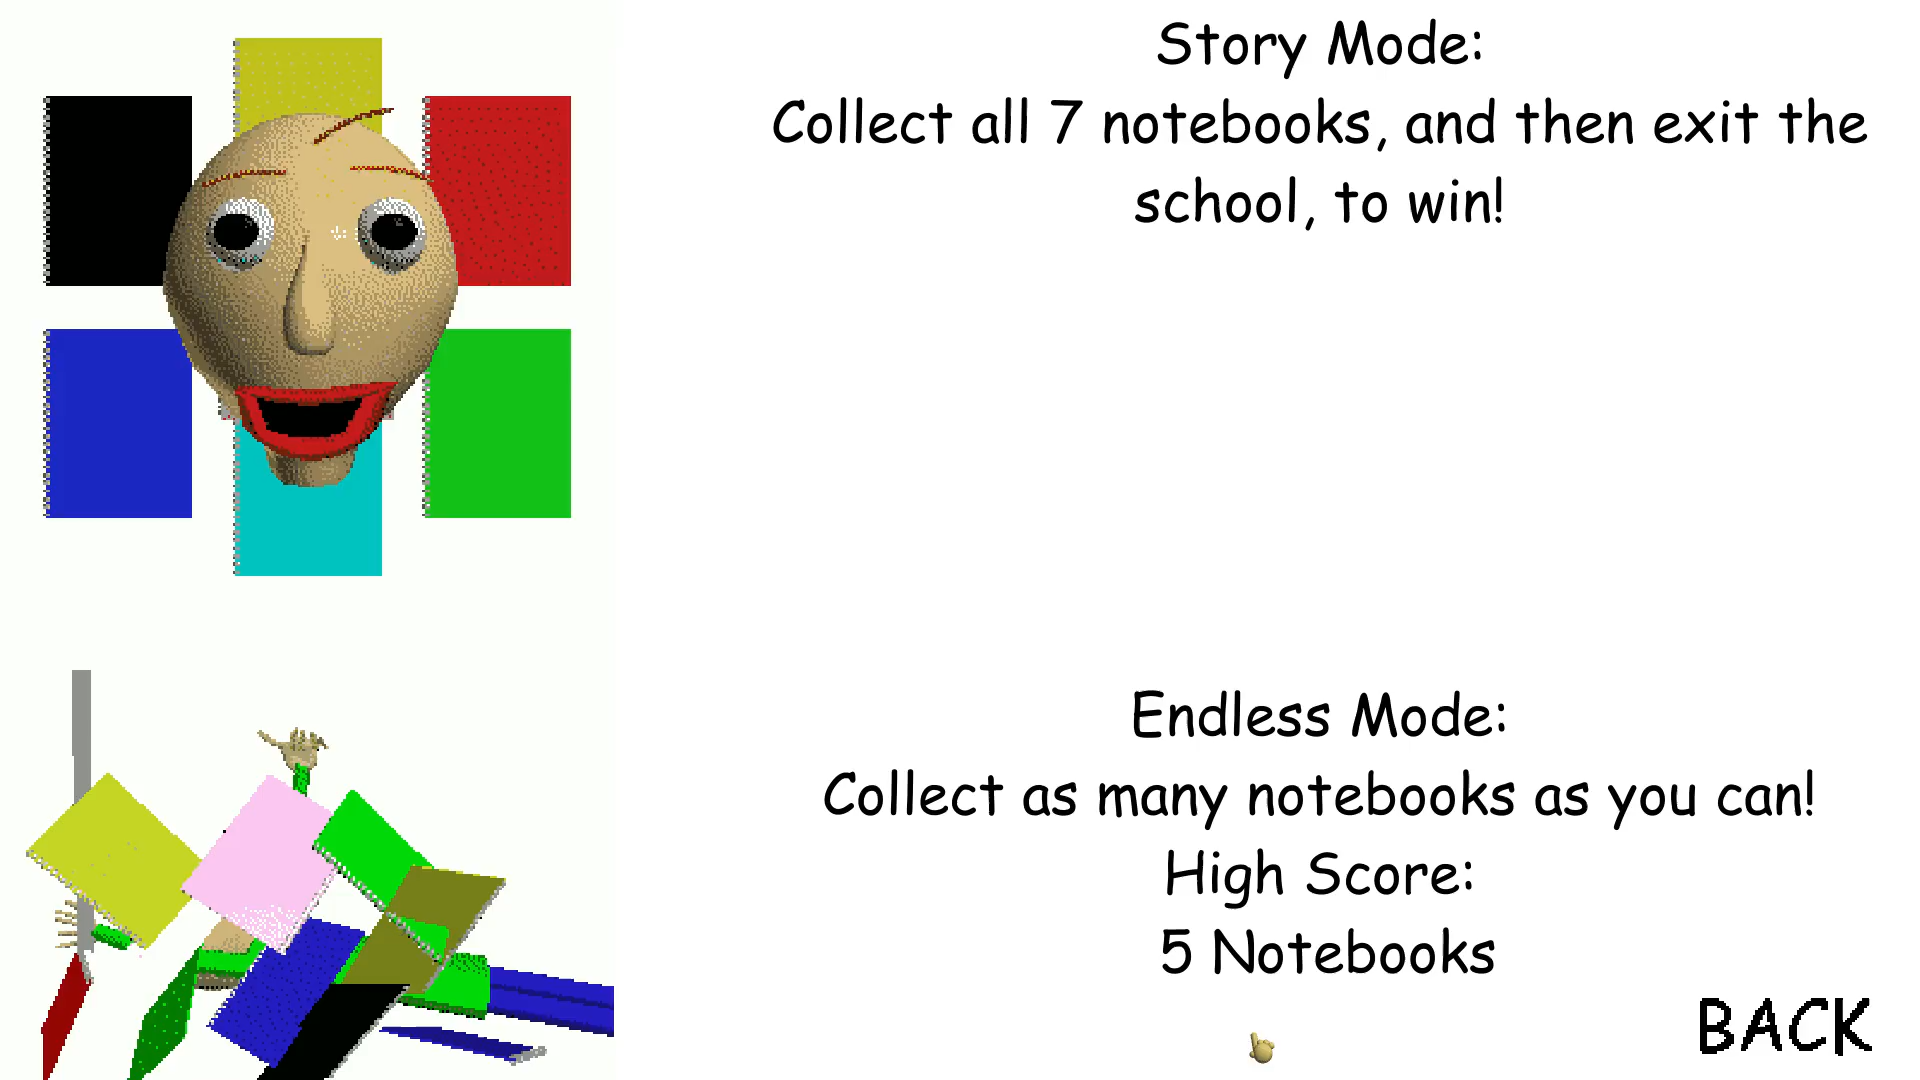 Story Mode:
Collect all 7 notebooks, and then exit the
school, to win!
Endless Mode:
Collect as many notebooks as you can!
High Score:
5 Notebooks
BACK